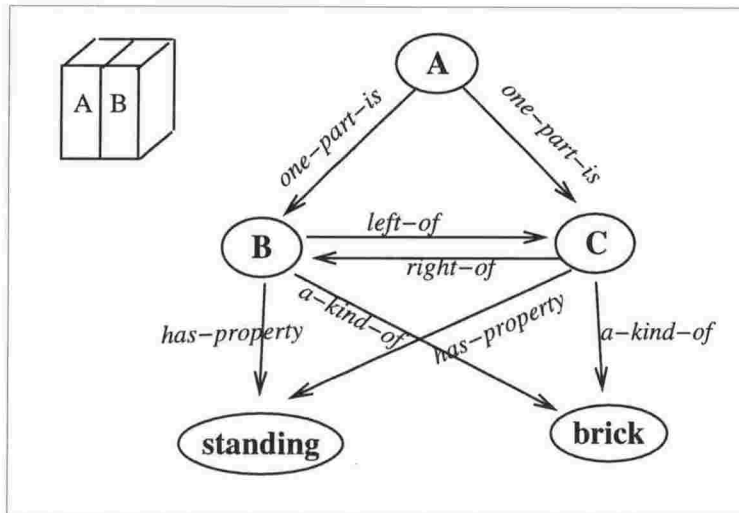 A
A B
one-part-is
one-part-is
B
left-of
C
right-of
has-property
a-kind-of
has-property
a-kind-of
standing
brick